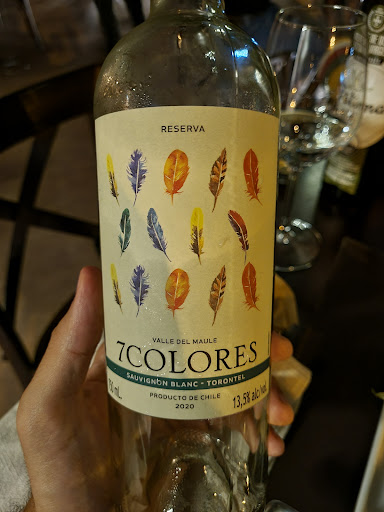 RESERVA
VALLE DEL MAULE
7COLORES
SAUVIGNON BLANC • TORONTEL
PRODUCTO DE CHILE
2020
13,5% alc/vol.